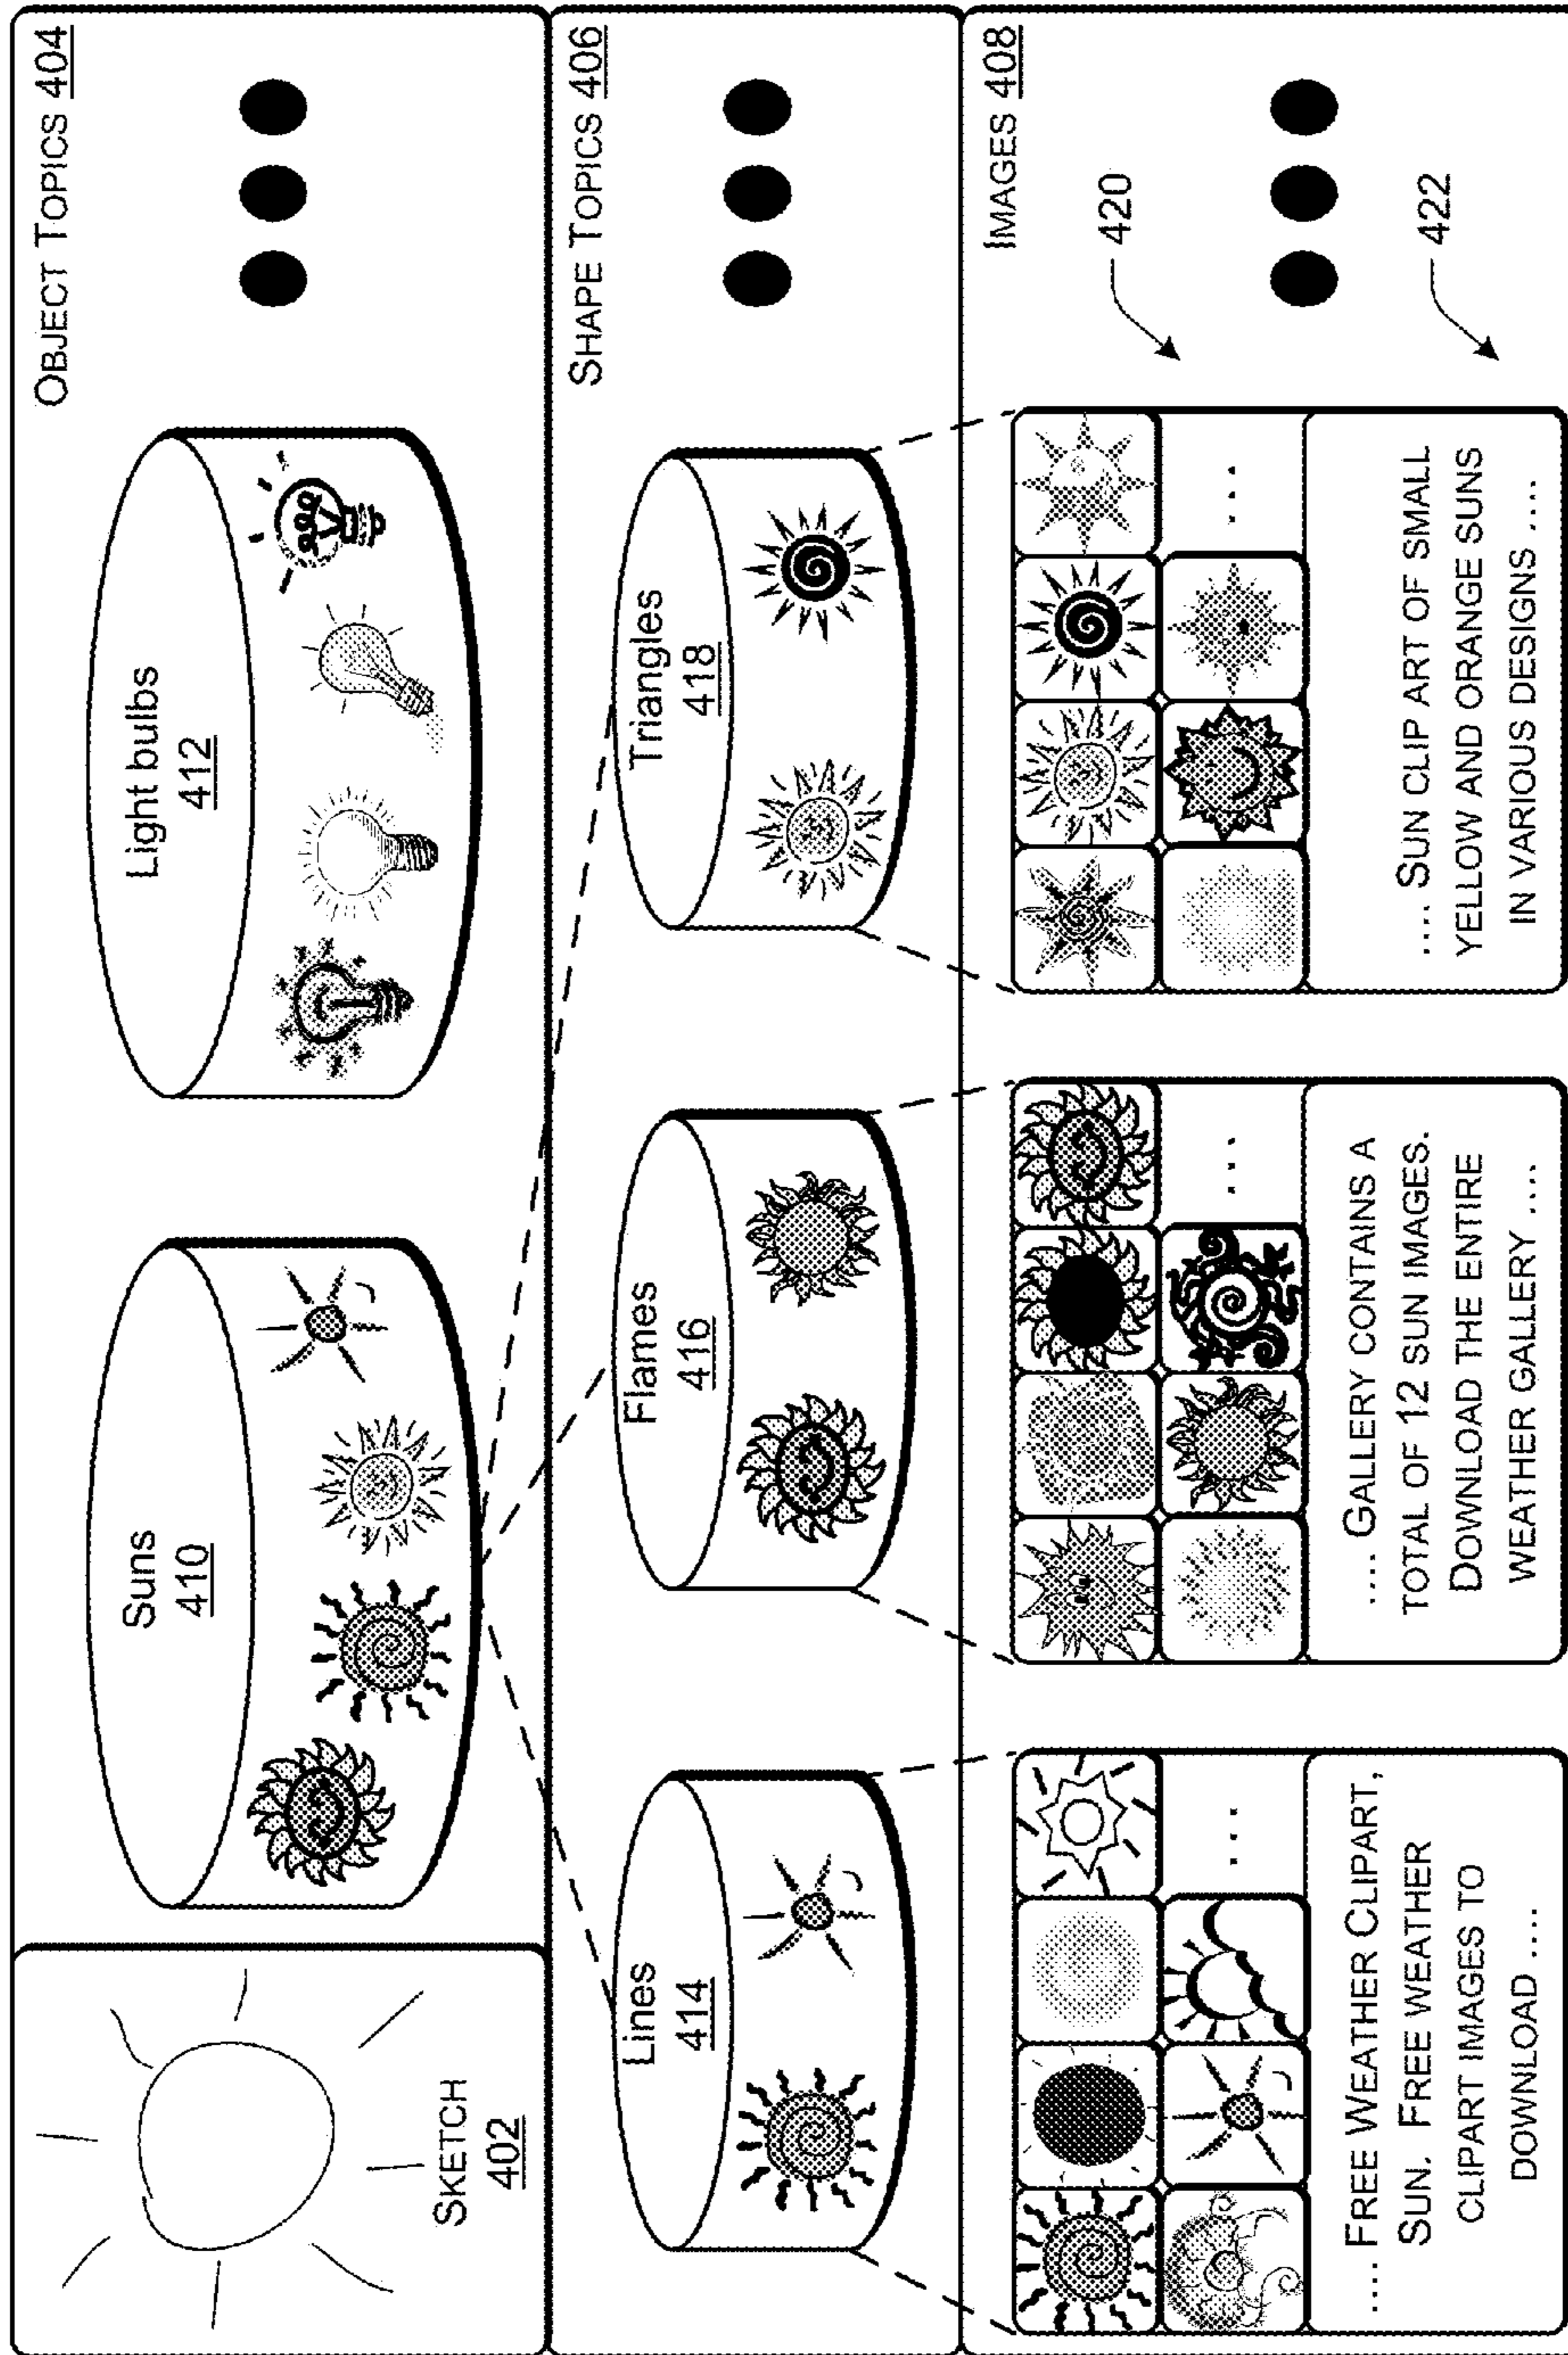 OBJECT TOPICS 404
SKETCH
402
Suns
410
Light bulbs
412
SHAPE TOPICS 406
Lines
414
Flames
416
Triangles
418
IMAGES 408
420
422
.... FREE WEATHER CLIPART,
SUN. FREE WEATHER
CLIPART IMAGES TO
DOWNLOAD ....
.... GALLERY CONTAINS A
TOTAL OF 12 SUN IMAGES.
DOWNLOAD THE ENTIRE
WEATHER GALLERY ....
.... SUN CLIP ART OF SMALL
YELLOW AND ORANGE SUNS
IN VARIOUS DESIGNS ....